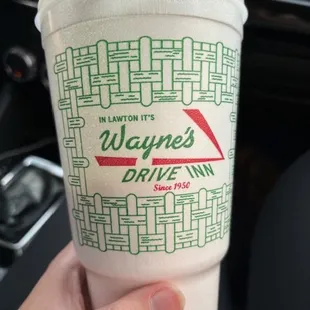 IN LAWTON IT'S
Wayne's
DRIVE INN
Since 1950